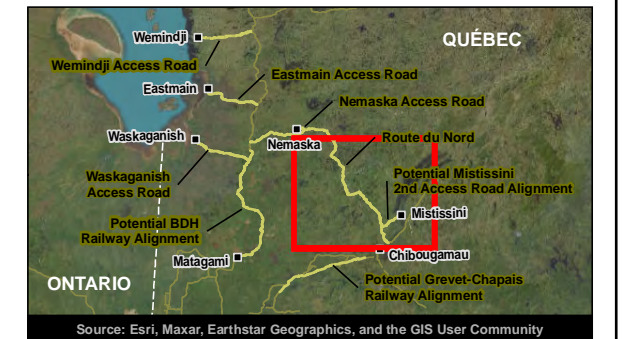 Wemindji
QUÉBEC
Wemindji Access Road
Eastmain Access Road
Eastmain
Nemaska Access Road
Waskaganish
Nemaska
Route du Nord
Waskaganish
Access Road
Potential Mistissini
2nd Access Road Alignment
Mistissini
Potential BDH
Railway Alignment
Matagami
Chibougamau
ONTARIO
Potential Grevet-Chapais
Railway Alignment
Source: Esri, Maxar, Earthstar Geographics, and the GIS User Community